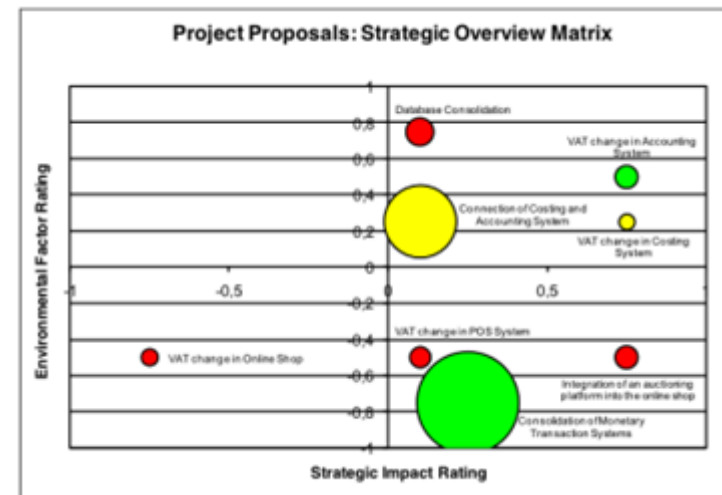 Project Proposals: Strategic Overview Matrix
Environmental Factor Rating
1
Database Consolidation
0,8
VAT change in Accounting
System
0,6
0,4
Connection of Costing and
Accounting System
0,2
VAT change in Costing
System
0
-1
-0,5
0
0,5
1
-0,2
-0,4
VAT change in POS System
VAT change in Online Shop
-0,6
Integration of an auctioning
platform into the online shop
-0,8
Consolidation of Monetary
Transaction Systems
-1
Strategic Impact Rating